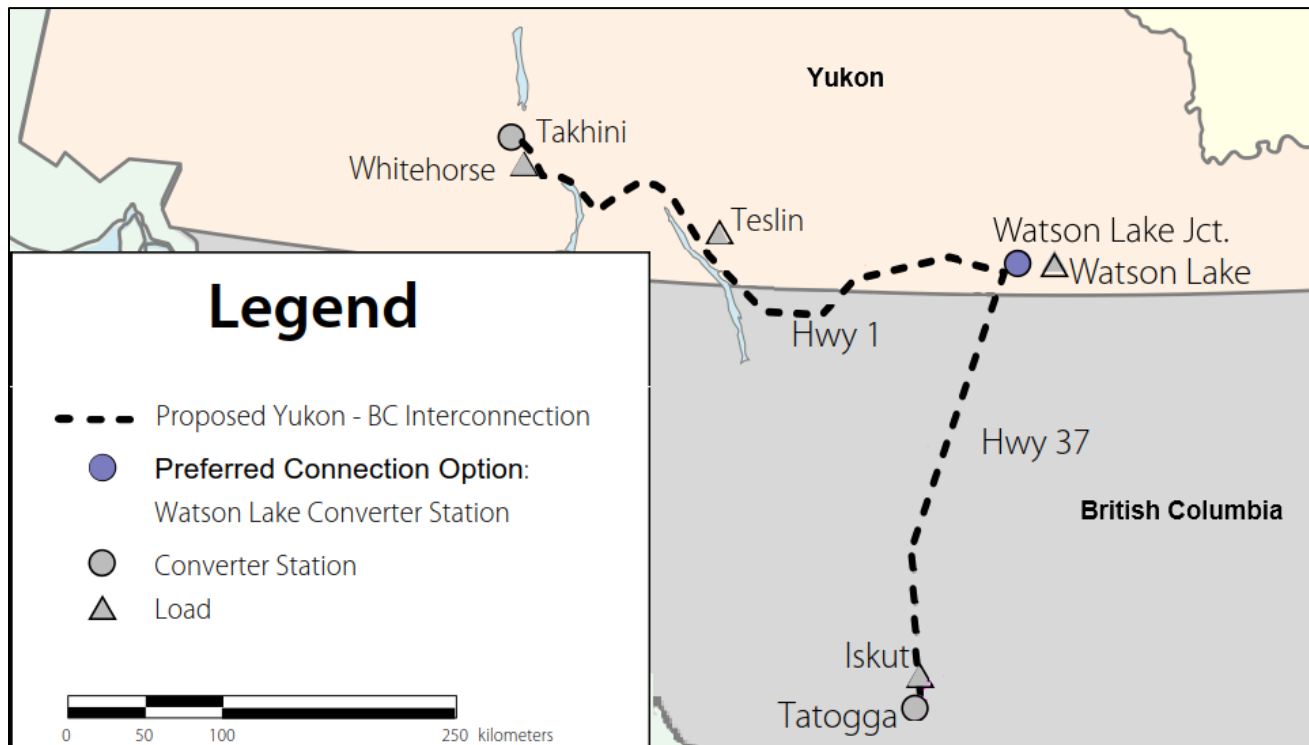 Yukon
Takhini
Whitehorse
Teslin
Watson Lake Jct.
Watson Lake
Hwy 1
Hwy 37
British Columbia
Iskut
Tatogga
Legend
Proposed Yukon - BC Interconnection
Preferred Connection Option:
Watson Lake Converter Station
Converter Station
Load
0 50 100 250 kilometers